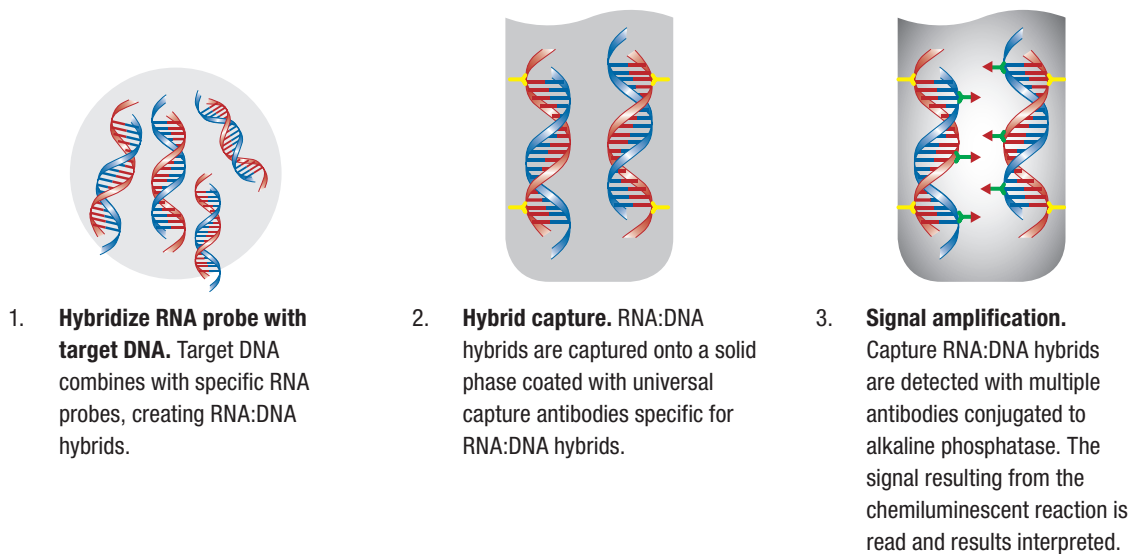 1. Hybridize RNA probe with
target DNA. Target DNA
combines with specific RNA
probes, creating RNA:DNA
hybrids.
2. Hybrid capture. RNA:DNA
hybrids are captured onto a solid
phase coated with universal
capture antibodies specific for
RNA:DNA hybrids.
3. Signal amplification.
Capture RNA:DNA hybrids
are detected with multiple
antibodies conjugated to
alkaline phosphatase. The
signal resulting from the
chemiluminescent reaction is
read and results interpreted.